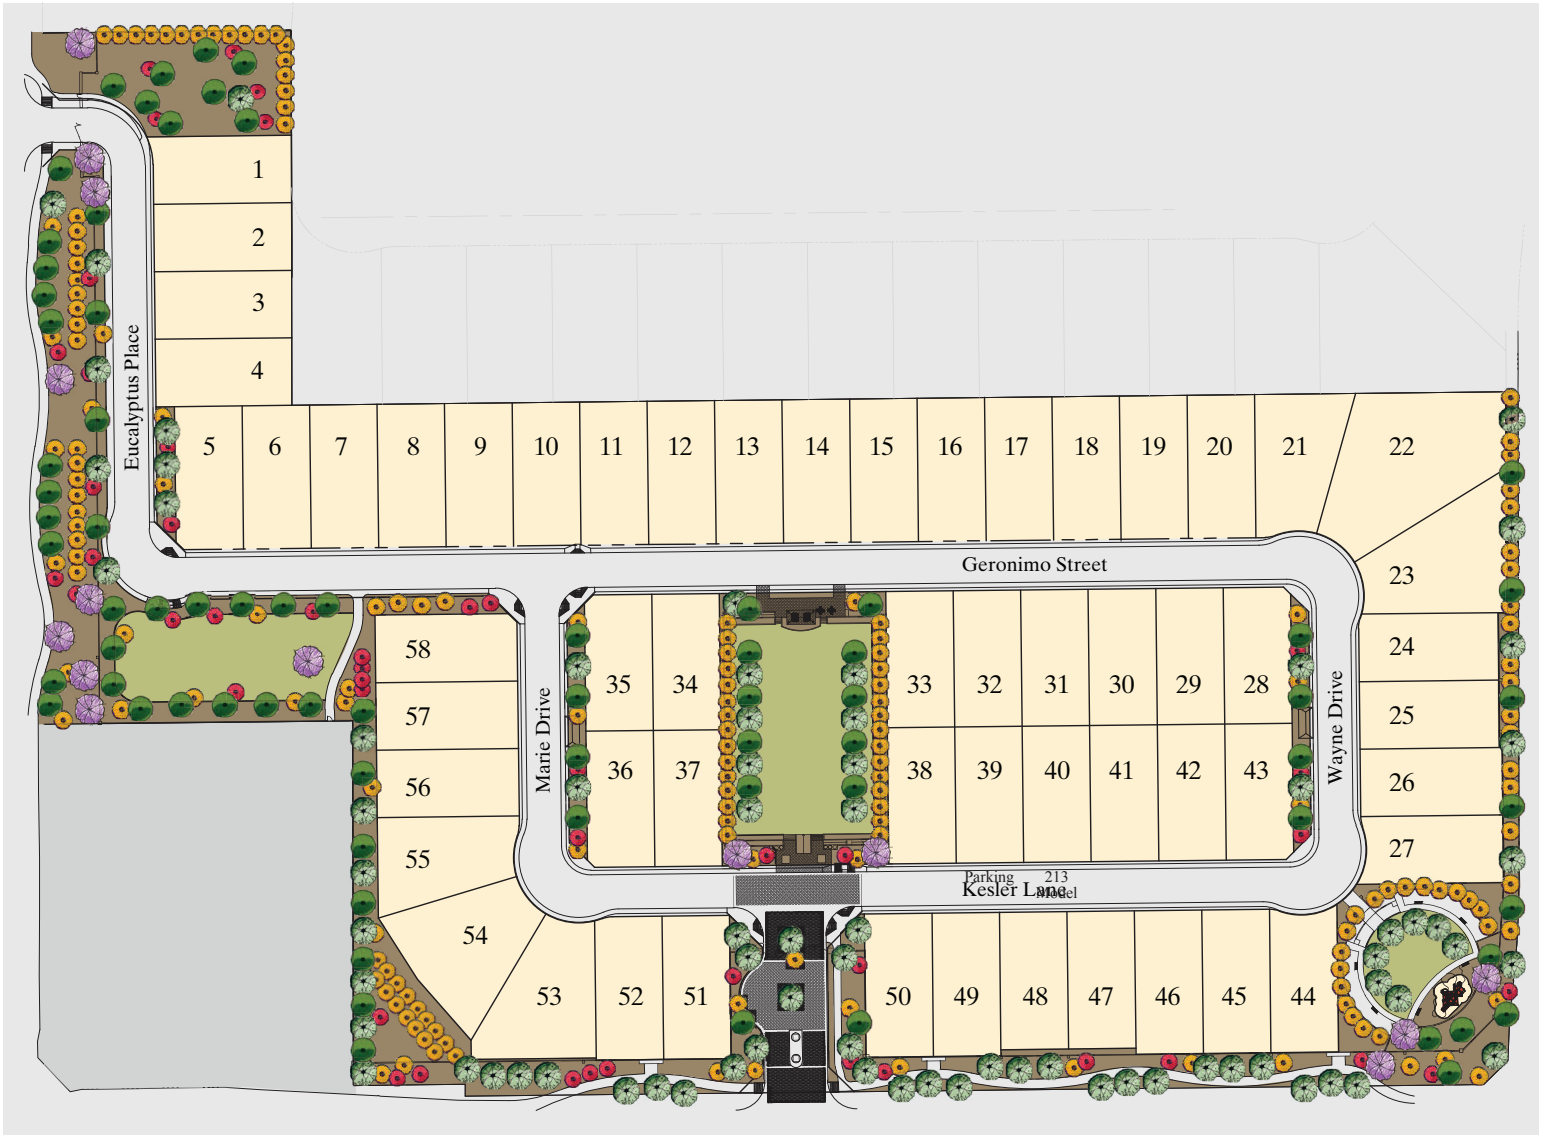 1
2
3
4
Eucalyptus Place
5 6 7 8 9 10 11 12 13 14 15 16 17 18 19 20 21 22
Geronimo Street
23
24
25
26
27
58
57
56
55
54
Marie Drive
35 34
36 37
33 32 31 30 29 28
38 39 40 41 42 43
Wayne Drive
Parking 213
Model
Kesler Lane
53 52 51
50 49 48 47 46 45 44